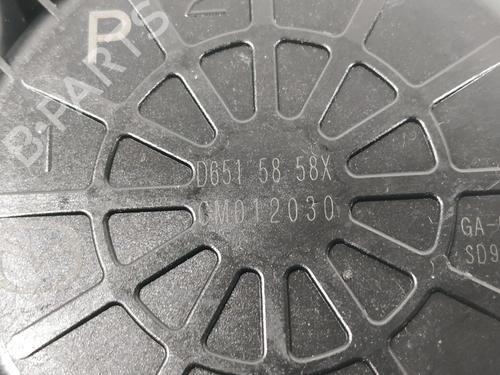 R
B-PARTS
D651 58 58X
CM012030
GA-
SD9